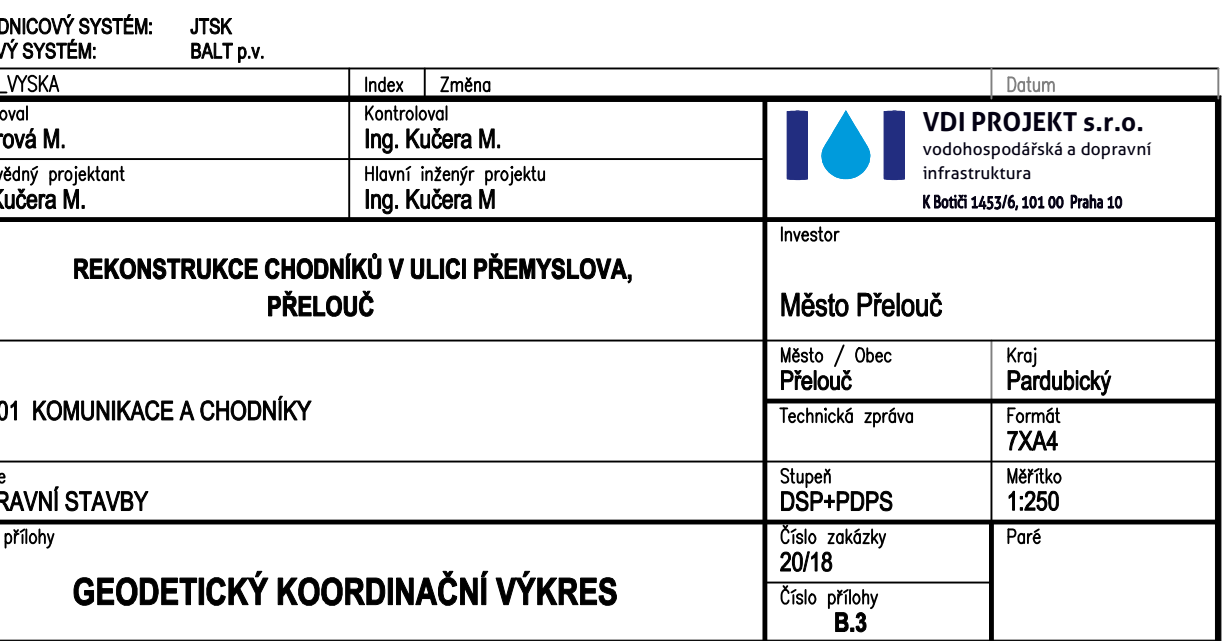 DNICOVÝ SYSTÉM: JTSK
VÝ SYSTÉM: BALT p.v.
_VYSKA Index Změna Datum
oval Kontroloval
rová M. Ing. Kučera M.
vědný projektant Hlavní inženýr projektu
Kučera M. Ing. Kučera M
VDI PROJEKT s.r.o.
vodohospodářská a dopravní
infrastruktura
K Botiči 1453/6, 101 00 Praha 10
REKONSTRUKCE CHODNÍKŮ V ULICI PŘEMYSLOVA,
PŘELOUČ
Investor
Město Přelouč
01 KOMUNIKACE A CHODNÍKY
Město / Obec Kraj
Přelouč Pardubický
Technická zpráva Formát
7XA4
e
RAVNÍ STAVBY
Stupeň Měřítko
DSP+PDPS 1:250
přílohy
GEODETICKÝ KOORDINAČNÍ VÝKRES
Číslo zakázky Paré
20/18
Číslo přílohy
B.3